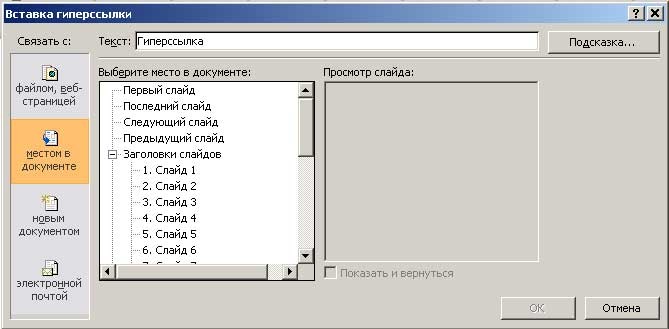 Вставка гиперссылки
Связать с:
Текст:
Гиперссылка
Подсказка...
файлом, веб-
страницей
местом в
документе
новым
документом
электронной
почтой
Выберите место в документе:
Первый слайд
Последний слайд
Следующий слайд
Предыдущий слайд
Заголовки слайдов
1. Слайд 1
2. Слайд 2
3. Слайд 3
4. Слайд 4
5. Слайд 5
6. Слайд 6
Просмотр слайда:
Показать и вернуться
ОК
Отмена